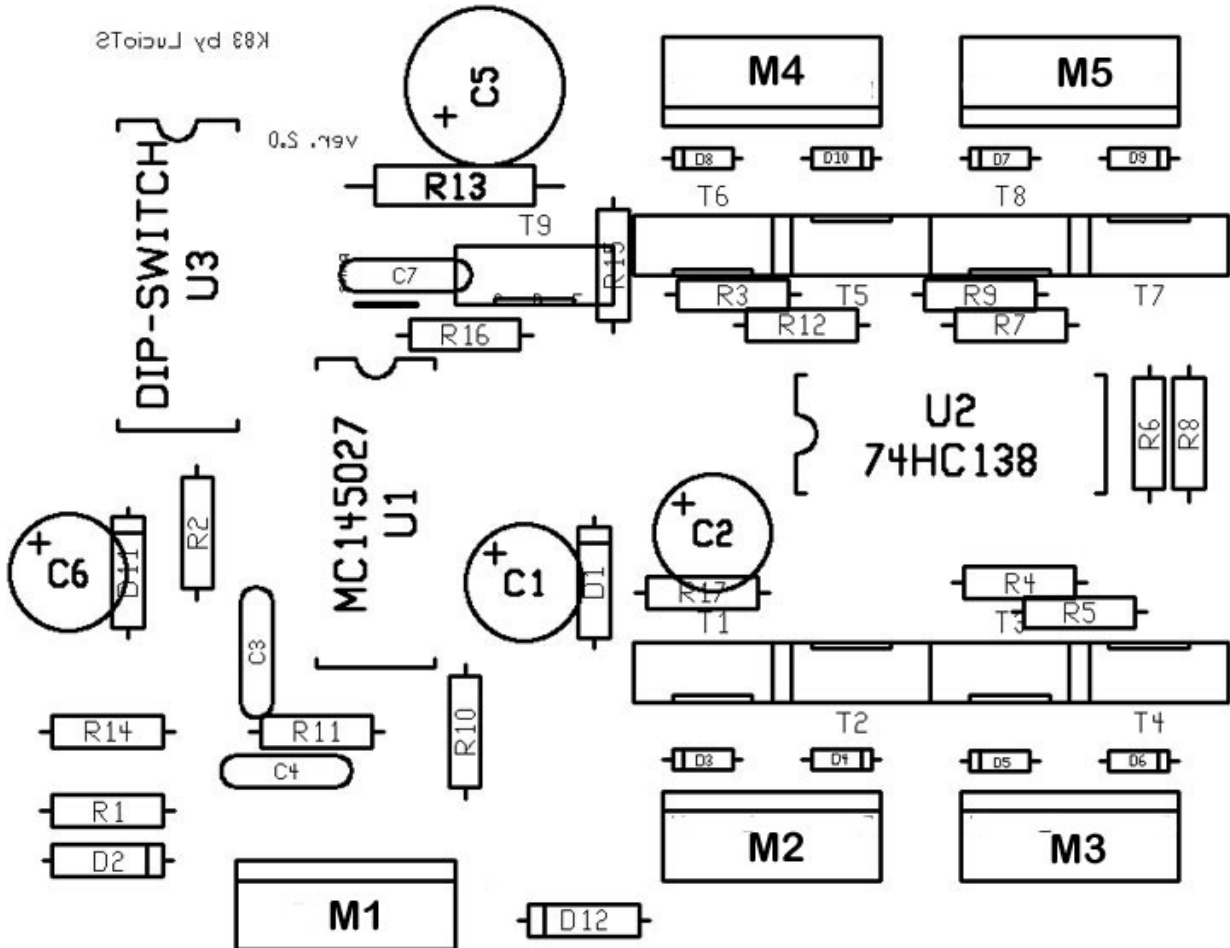 K83 by LucioTS
C5
M4
M5
ver. 2.0
D8
D10
D7
D9
DIP-SWITCH
U3
R13
T6
T8
T9
R15
C7
R3
T5
R9
T7
R16
R12
R7
MC145027
U1
U2
74HC138
R6
R8
R2
C6
D11
C1
D1
C2
R17
R4
R5
T1
T3
C3
R14
R11
R10
T2
T4
C4
D3
D4
D5
D6
R1
D2
M2
M3
M1
D12